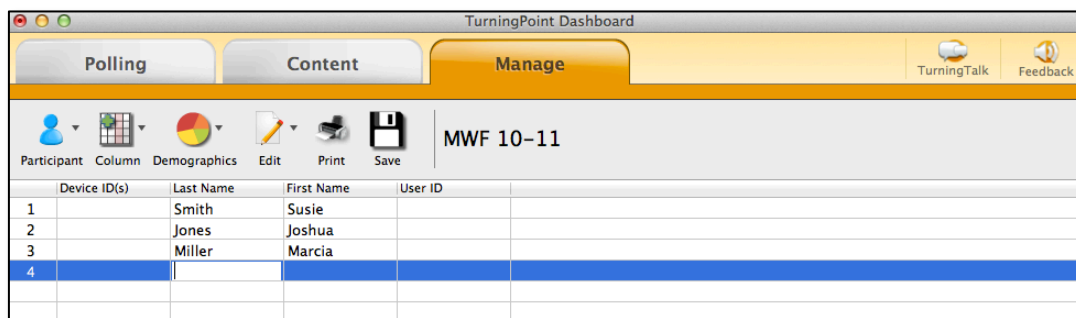 TurningPoint Dashboard
Polling Content Manage TurningTalk Feedback
Participant Column Demographics Edit Print Save MWF 10-11
Device ID(s) Last Name First Name User ID
1 Smith Susie
2 Jones Joshua
3 Miller Marcia
4